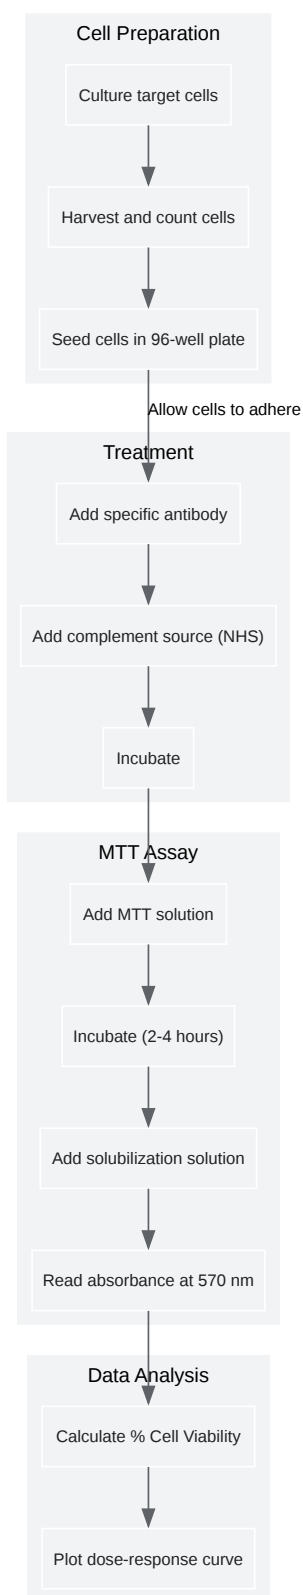 Cell Preparation
Culture target cells
Harvest and count cells
Seed cells in 96-well plate
Allow cells to adhere
Treatment
Add specific antibody
Add complement source (NHS)
Incubate
MTT Assay
Add MTT solution
Incubate (2-4 hours)
Add solubilization solution
Read absorbance at 570 nm
Data Analysis
Calculate % Cell Viability
Plot dose-response curve